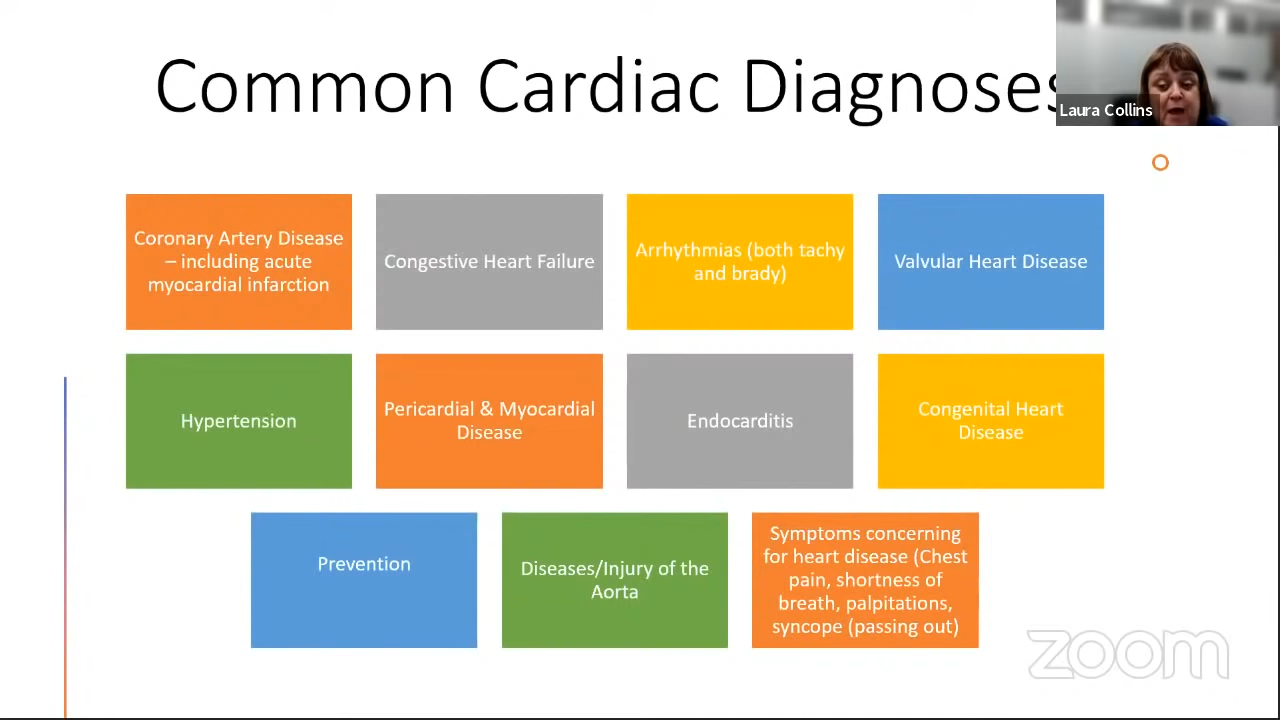 Common Cardiac Diagnoses
Laura Collins
Coronary Artery Disease
– including acute
myocardial infarction
Congestive Heart Failure
Arrhythmias (both tachy
and brady)
Valvular Heart Disease
Hypertension
Pericardial & Myocardial
Disease
Endocarditis
Congenital Heart
Disease
Prevention
Diseases/Injury of the
Aorta
Symptoms concerning
for heart disease (Chest
pain, shortness of
breath, palpitations,
syncope (passing out)
zoom